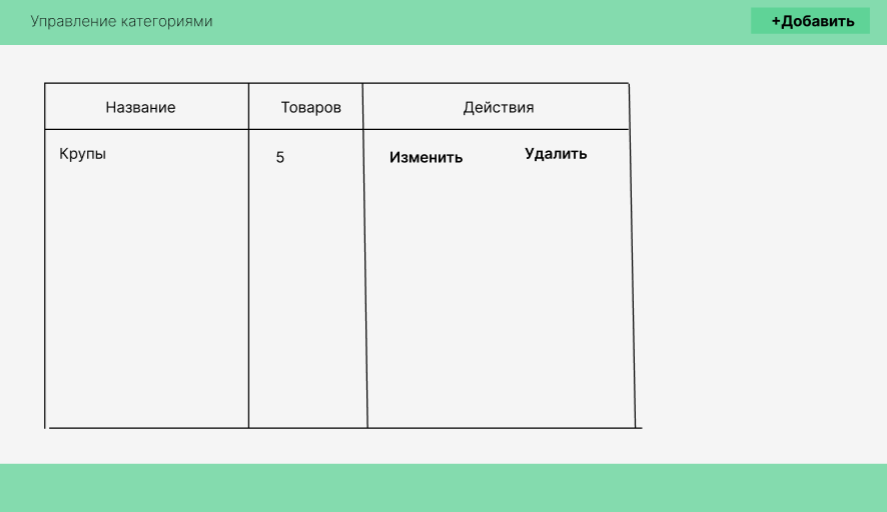 Управление категориями
+Добавить
Название Товаров Действия
Крупы 5 Изменить Удалить